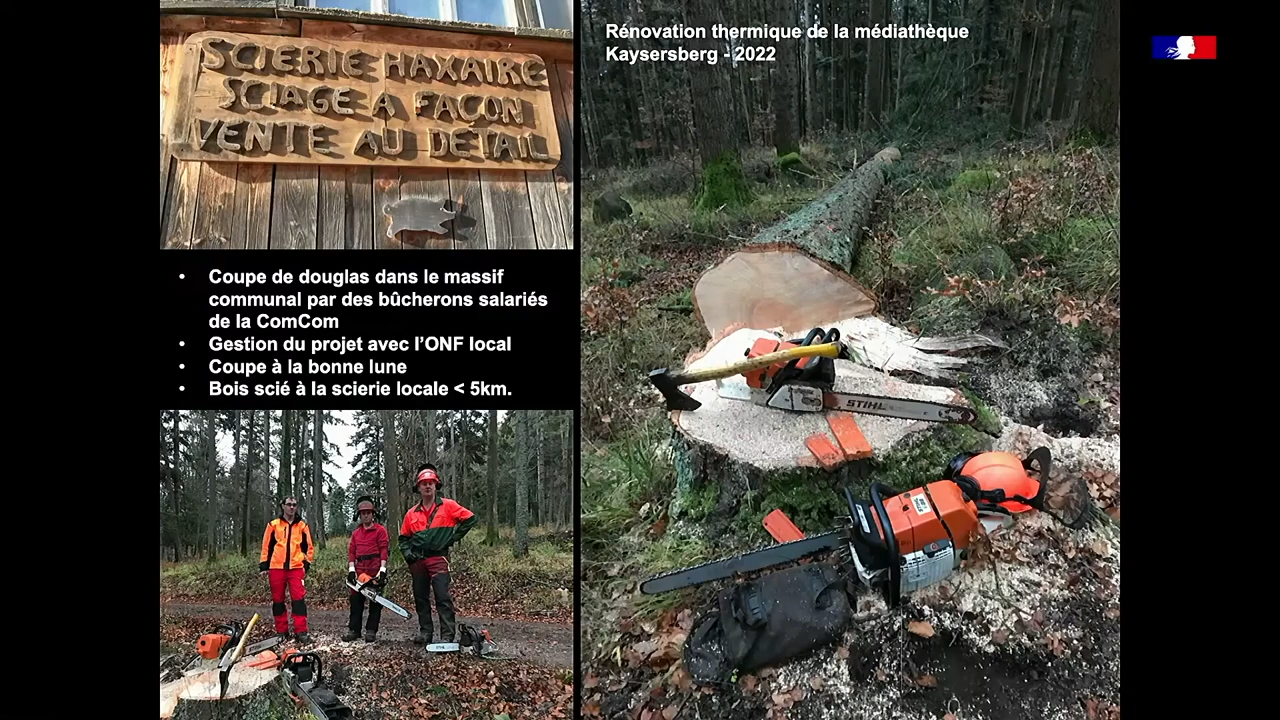 SCIERIE HAXAIRE
SCIAGE A FAÇON
VENTE AU DÉTAIL
Rénovation thermique de la médiathèque
Kaysersberg - 2022
• Coupe de douglas dans le massif
communal par des bûcherons salariés
de la ComCom
• Gestion du projet avec l'ONF local
• Coupe à la bonne lune
• Bois scié à la scierie locale < 5km.
STIHL